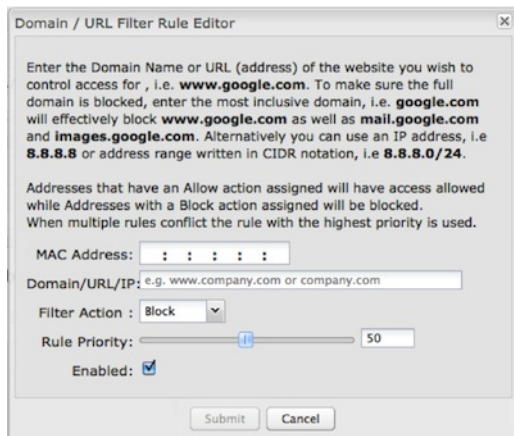 Domain / URL Filter Rule Editor
Enter the Domain Name or URL (address) of the website you wish to
control access for , i.e. www.google.com. To make sure the full
domain is blocked, enter the most inclusive domain, i.e. google.com
will effectively block www.google.com as well as mail.google.com
and images.google.com. Alternatively you can use an IP address, i.e
8.8.8.8 or address range written in CIDR notation, i.e 8.8.8.0/24.
Addresses that have an Allow action assigned will have access allowed
while Addresses with a Block action assigned will be blocked.
When multiple rules conflict the rule with the highest priority is used.
MAC Address: : : : : :
Domain/URL/IP: e.g. www.company.com or company.com
Filter Action : Block
Rule Priority: 50
Enabled:
Submit Cancel